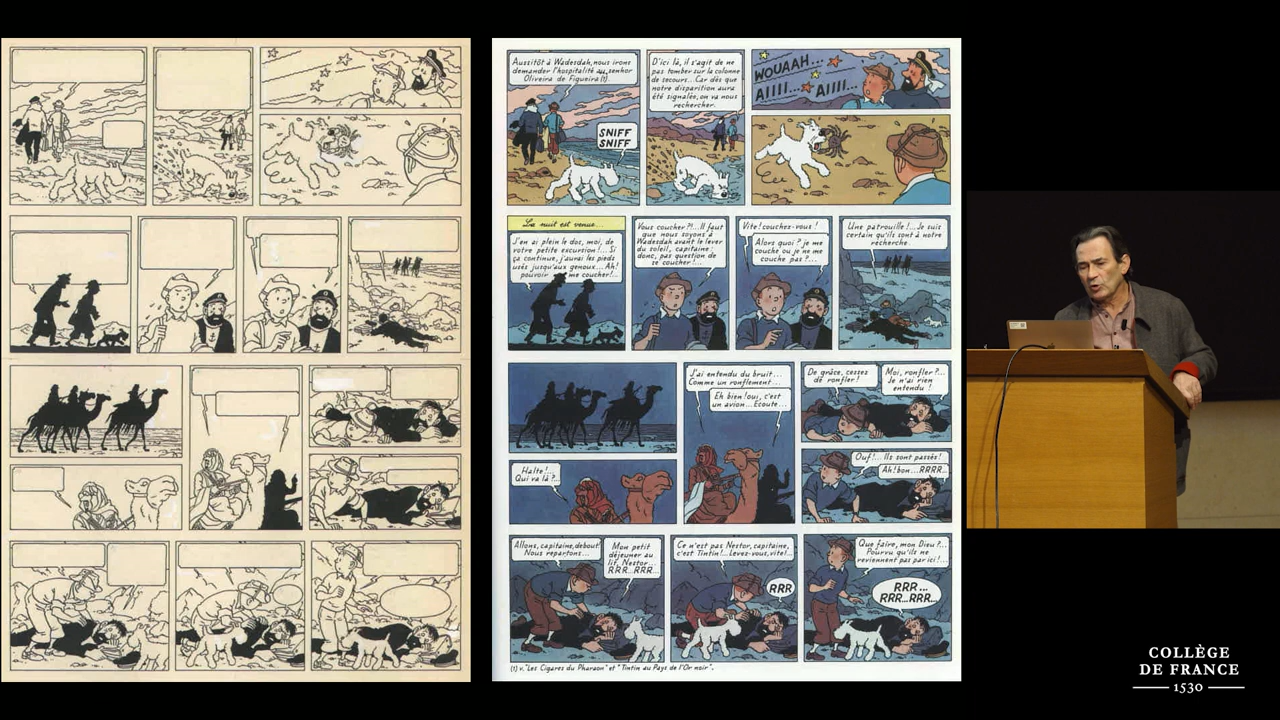 Aussitôt à Wadesdah, nous irons
demander l'hospitalité au senhor
Oliveira de Figueira (1).
SNIFF
SNIFF
D'ici là, il s'agit de ne
pas tomber sur la colonne
de secours... Car dès que
notre disparition aura
été signalée, on va nous
rechercher.
WOUAAH...
AIIII... AIII...
La nuit est venue...
J'en ai plein le dos, moi, de
votre petite excursion!... Si
ça continue, j'aurai les pieds
usés jusqu'aux genoux... Ah!
pouvoir me coucher!...
Vous coucher?!... Il faut
que nous soyons à
Wadesdah avant le lever
du soleil, capitaine;
donc, pas question de
se coucher!...
Vite! couchez-vous!
Alors quoi? je me
couche ou je ne me
couche pas?...
Une patrouille!... Je suis
certain qu'ils sont à notre
recherche.
Halte!...
Qui va là?...
J'ai entendu du bruit...
Comme un ronflement...
Eh bien! oui, c'est
un avion... Écoute...
De grâce, cessez
de ronfler!
Moi, ronfler?...
Je n'ai rien
entendu!
Ouf!... Ils sont passés!
Ah! bon... RRRR...
Allons, capitaine, debout!
Nous repartons...
Mon petit
déjeuner au
lit, Nestor...
RRR...RRR...
Ce n'est pas Nestor, capitaine,
c'est Tintin!... Levez-vous, vite!...
RRR
Que faire, mon Dieu?...
Pourvu qu'ils ne
reviennent pas par ici!...
RRR...
RRR...RRR...
(1) v. "Les Cigares du Pharaon" et "Tintin au Pays de l'Or noir".
COLLÈGE
DE FRANCE
1530